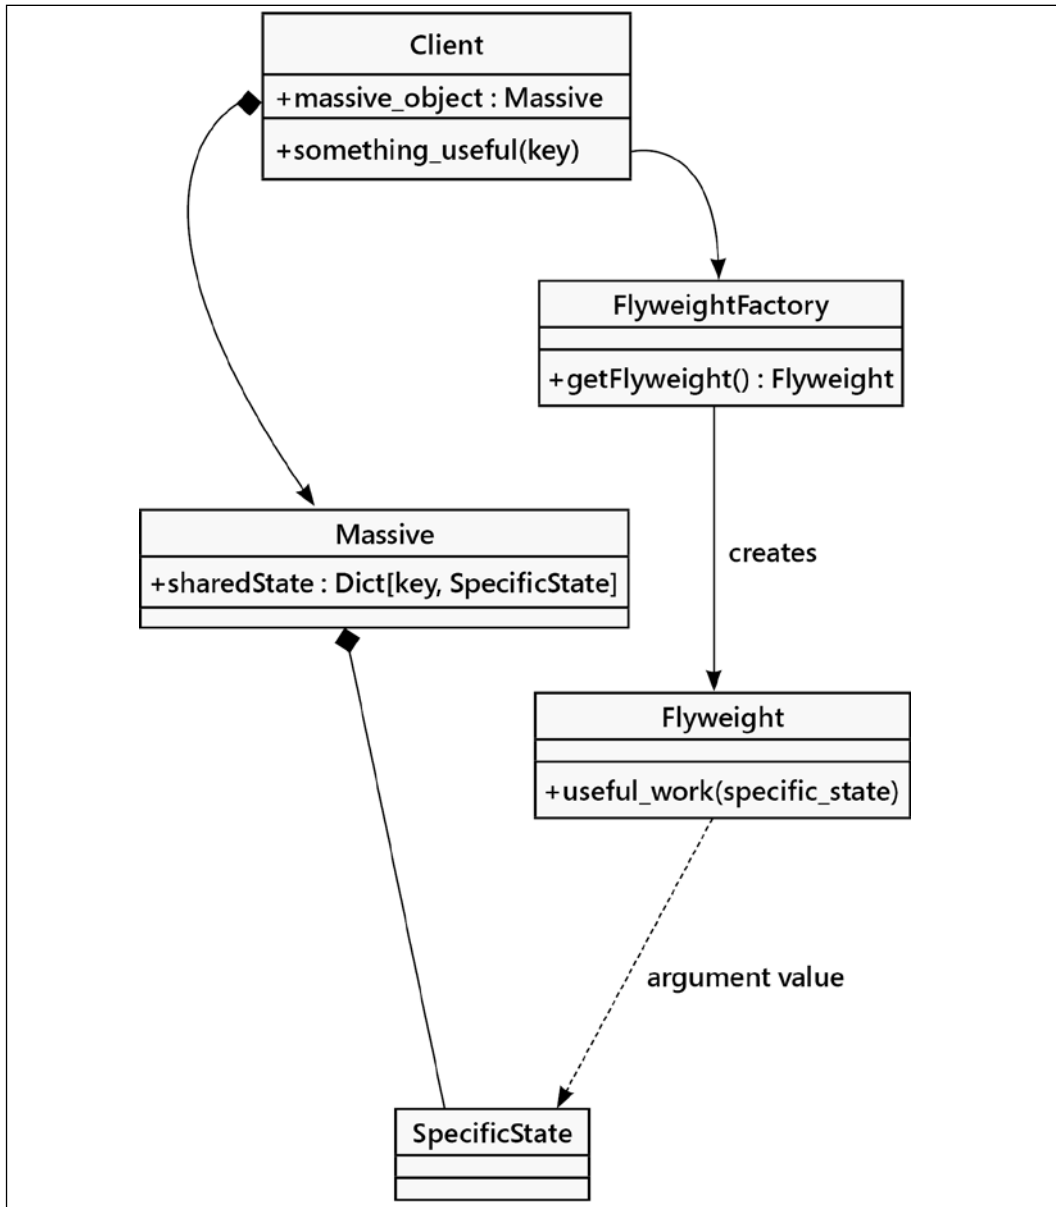 Client
+massive_object : Massive
+something_useful(key)
FlyweightFactory
+getFlyweight() : Flyweight
Massive
+sharedState : Dict[key, SpecificState]
creates
Flyweight
+useful_work(specific_state)
argument value
SpecificState